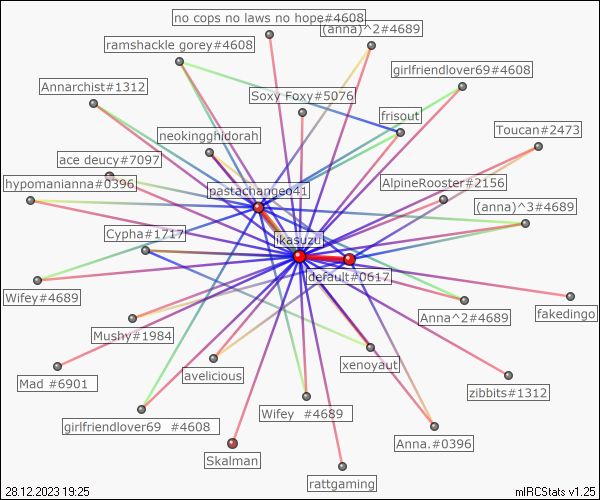 no cops no laws no hope#4608
(anna)^2#4689
ramshackle gorey#4608
girlfriendlover69#4608
Annarchist#1312
Soxy Foxy#5076
frisout
Toucan#2473
neokingghidorah
ace deucy#7097
hypomanianna#0396
pastachangeo41
AlpineRooster#2156
(anna)^3#4689
Cypha#1717
jkasuzu
default#0617
Wifey#4689
Anna^2#4689
fakedingo
Mushy#1984
xenoyaut
Mad #6901
avelicious
zibbits#1312
girlfriendlover69 #4608
Wifey #4689
Anna.#0396
Skalman
rattgaming
28.12.2023 19:25
mIRCStats v1.25